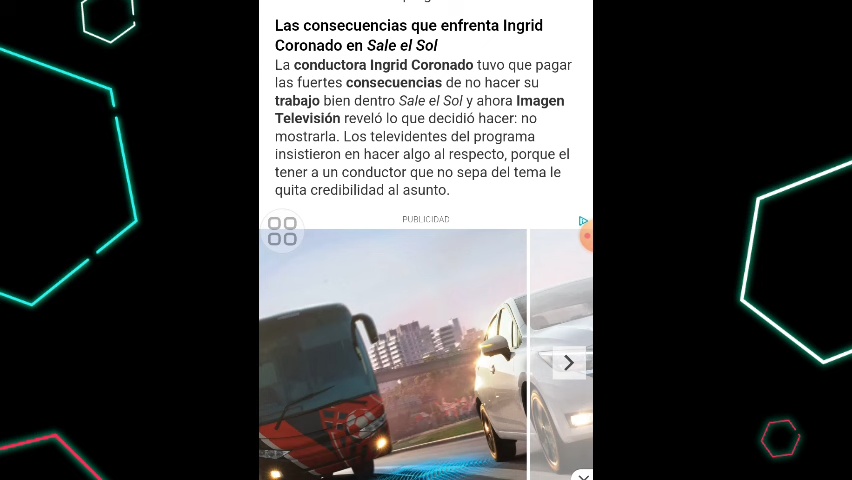 Las consecuencias que enfrenta Ingrid
Coronado en Sale el Sol
La conductora Ingrid Coronado tuvo que pagar
las fuertes consecuencias de no hacer su
trabajo bien dentro Sale el Sol y ahora Imagen
Televisión reveló lo que decidió hacer: no
mostrarla. Los televidentes del programa
insistieron en hacer algo al respecto, porque el
tener a un conductor que no sepa del tema le
quita credibilidad al asunto.
PUBLICIDAD